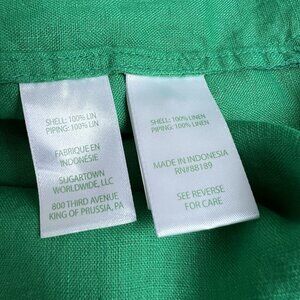 SHELL: 100% LIN
PIPING: 100% LIN
FABRIQUE EN
INDONÉSIE
SUGARTOWN
WORLDWIDE, LLC
800 THIRD AVENUE
KING OF PRUSSIA, PA
SHELL: 100% LINEN
PIPING: 100% LINEN
MADE IN INDONESIA
RN#88189
SEE REVERSE
FOR CARE